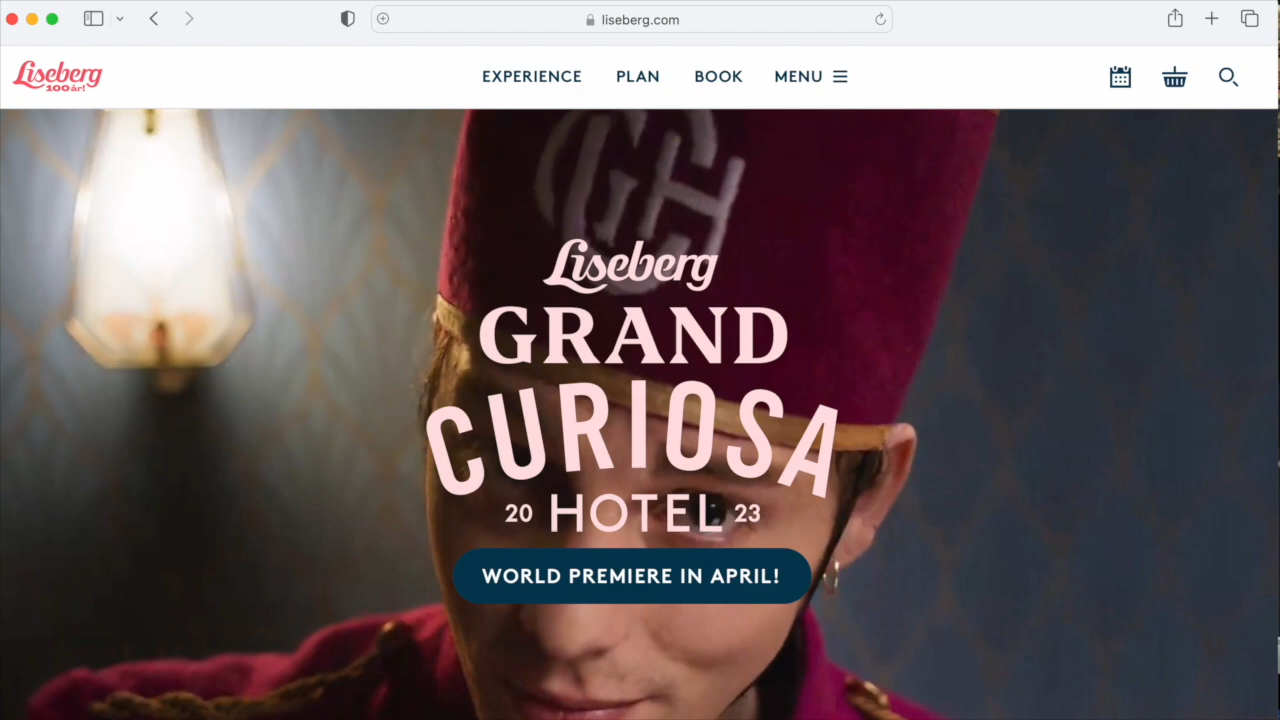 liseberg.com
Liseberg
100 år!
EXPERIENCE PLAN BOOK MENU
GCH
Liseberg
GRAND
CURIOSA
20 HOTEL 23
WORLD PREMIERE IN APRIL!